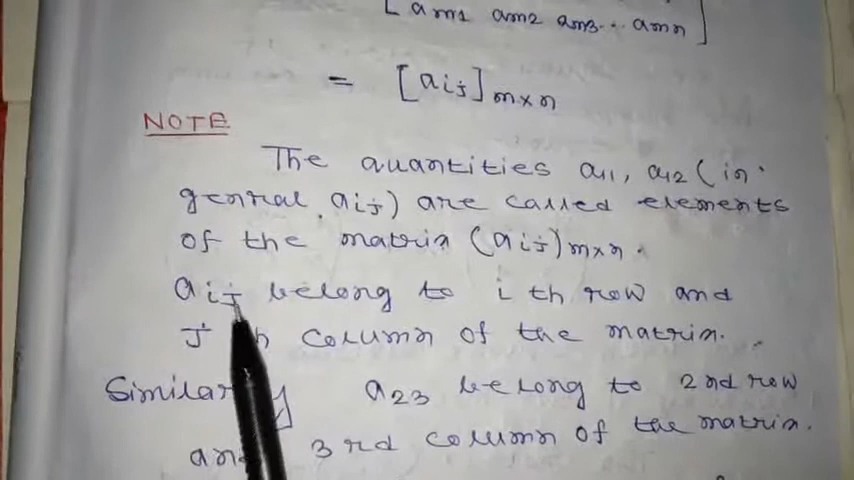 [ am1 am2 am3... amn ]
= [aij]m×n
NOTE
The quantities a11, a12 (in
genral aij) are called elements
of the matrix (aij)m×n.
aij belong to i th row and
J th column of the matrix.
Similarly a23 belong to 2nd row
and 3rd column of the matrix.